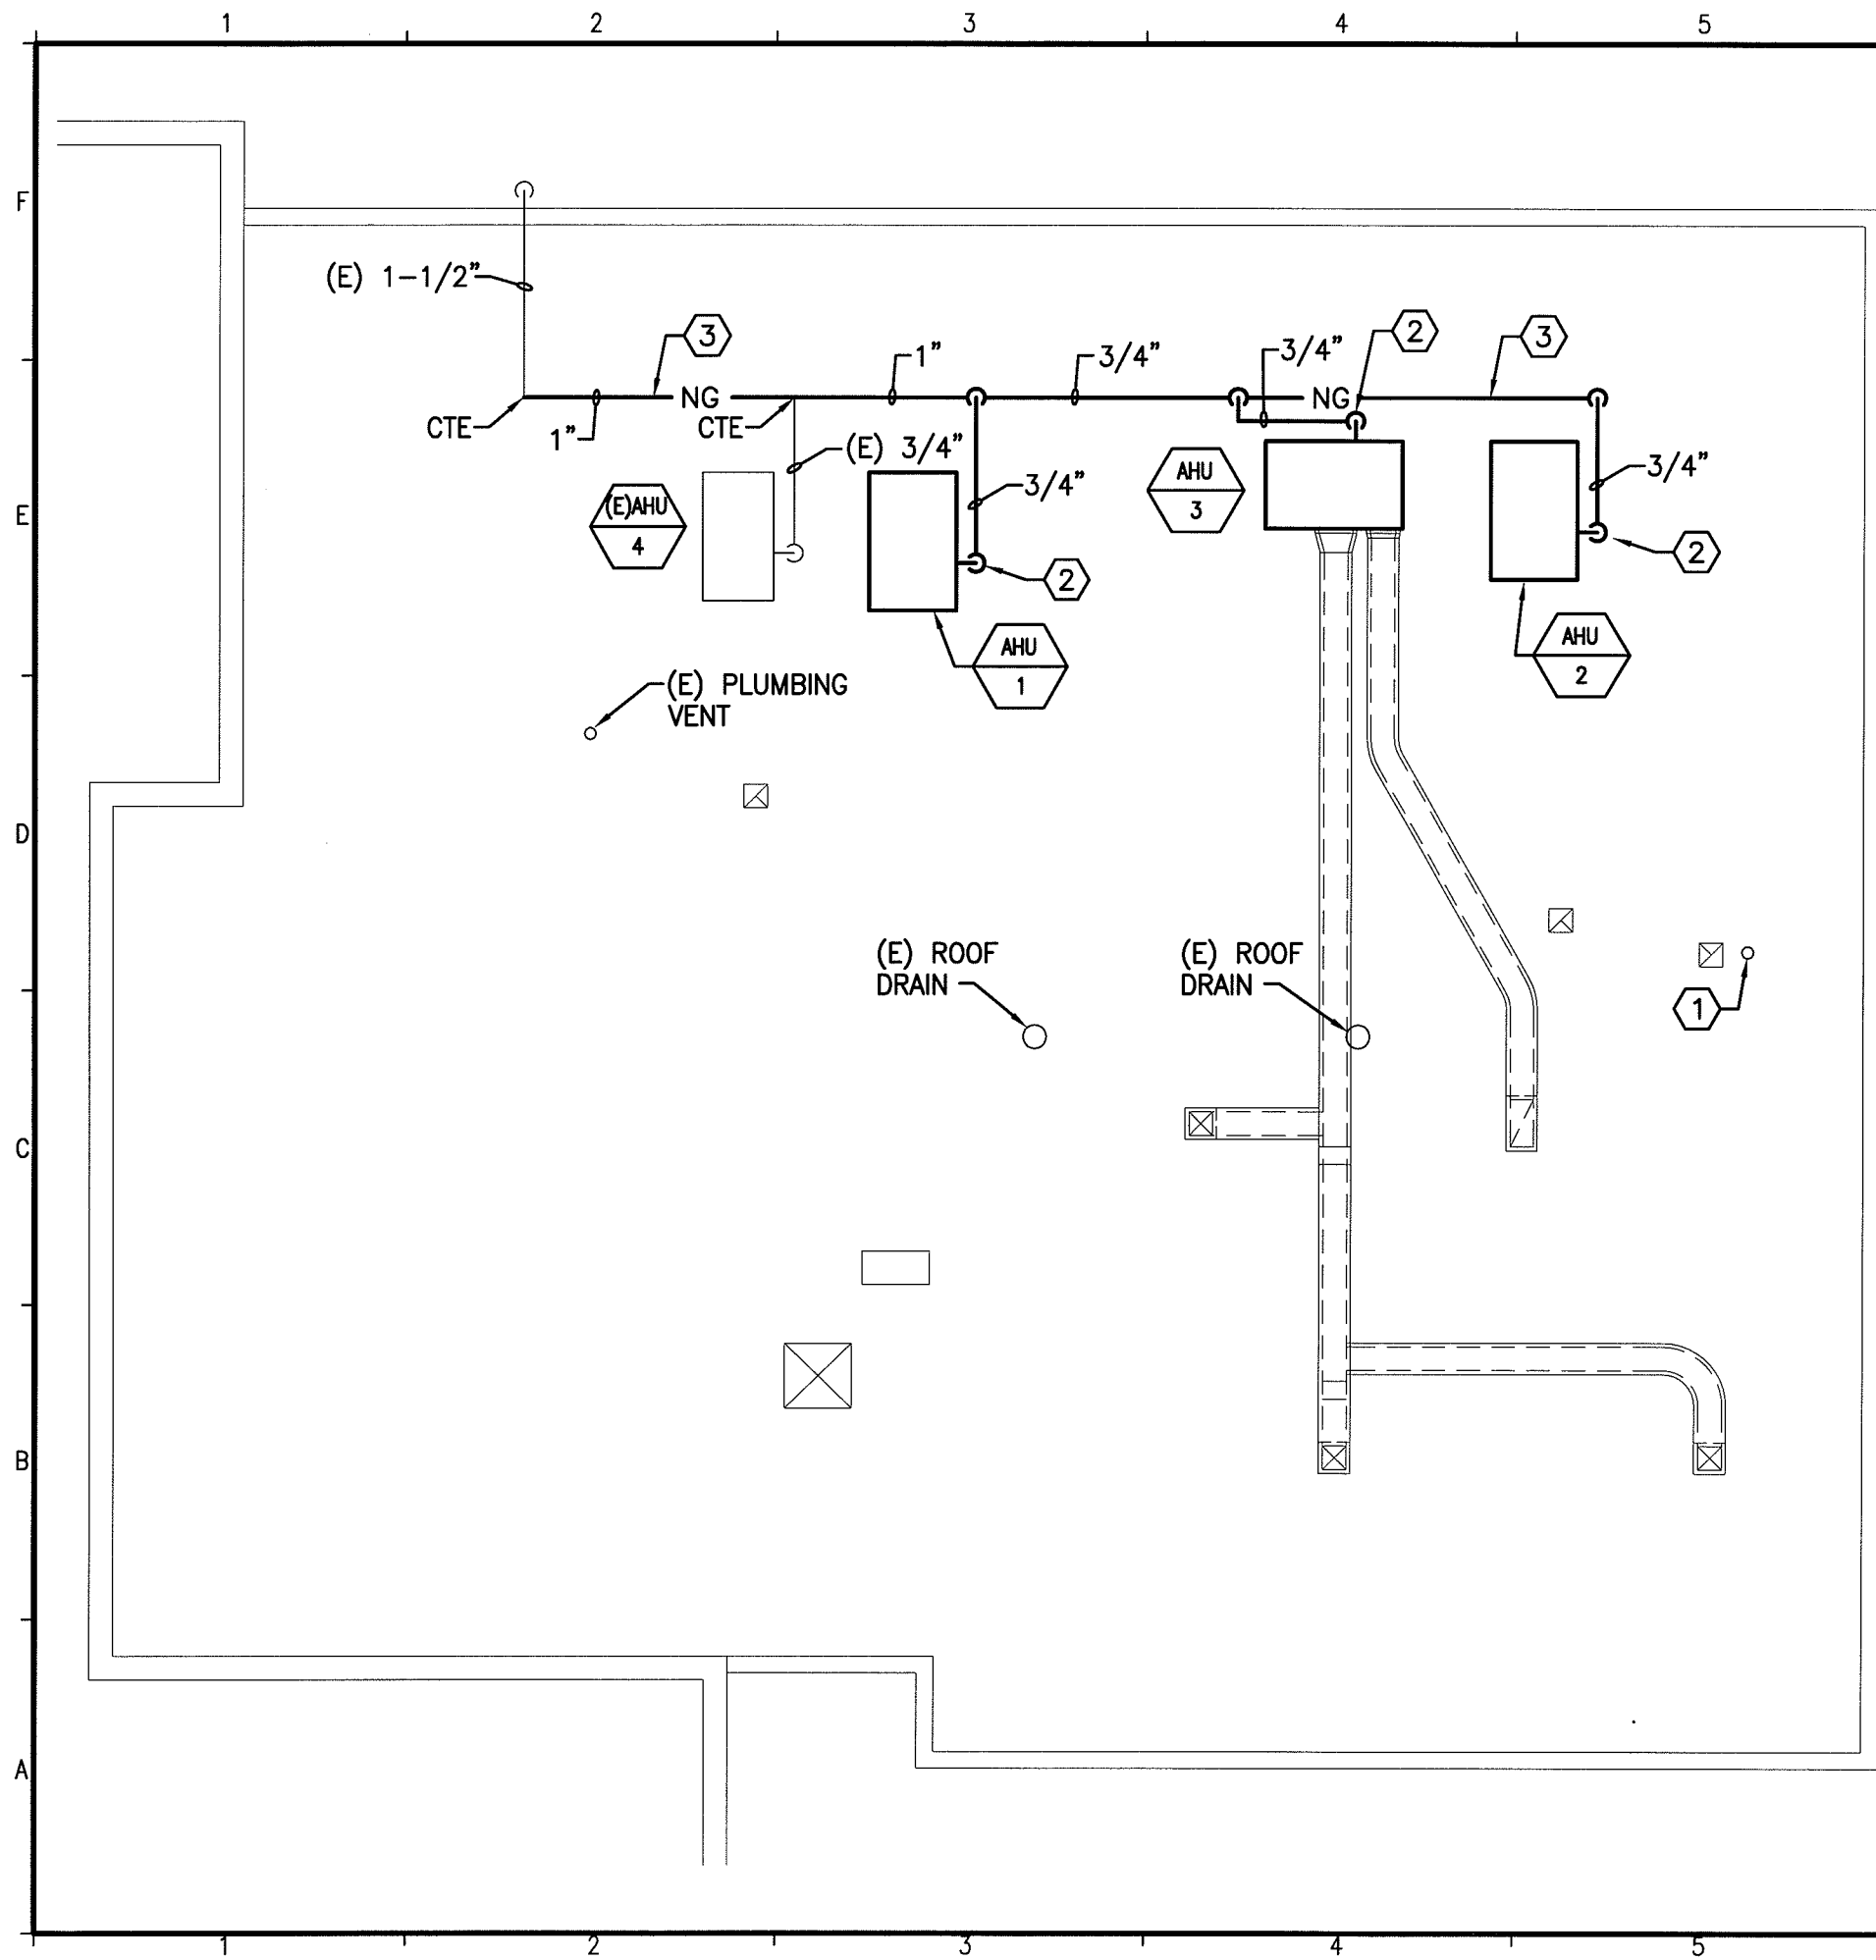 1 2 3 4 5
F
(E) 1-1/2"
3
1"
3/4"
3/4"
2
3
NG
NG
CTE
1"
CTE
(E) 3/4"
3/4"
3/4"
E
(E)AHU
4
AHU
3
2
2
AHU
1
AHU
2
(E) PLUMBING
VENT
D
(E) ROOF
DRAIN
(E) ROOF
DRAIN
1
C
B
A
1 2 3 4 5